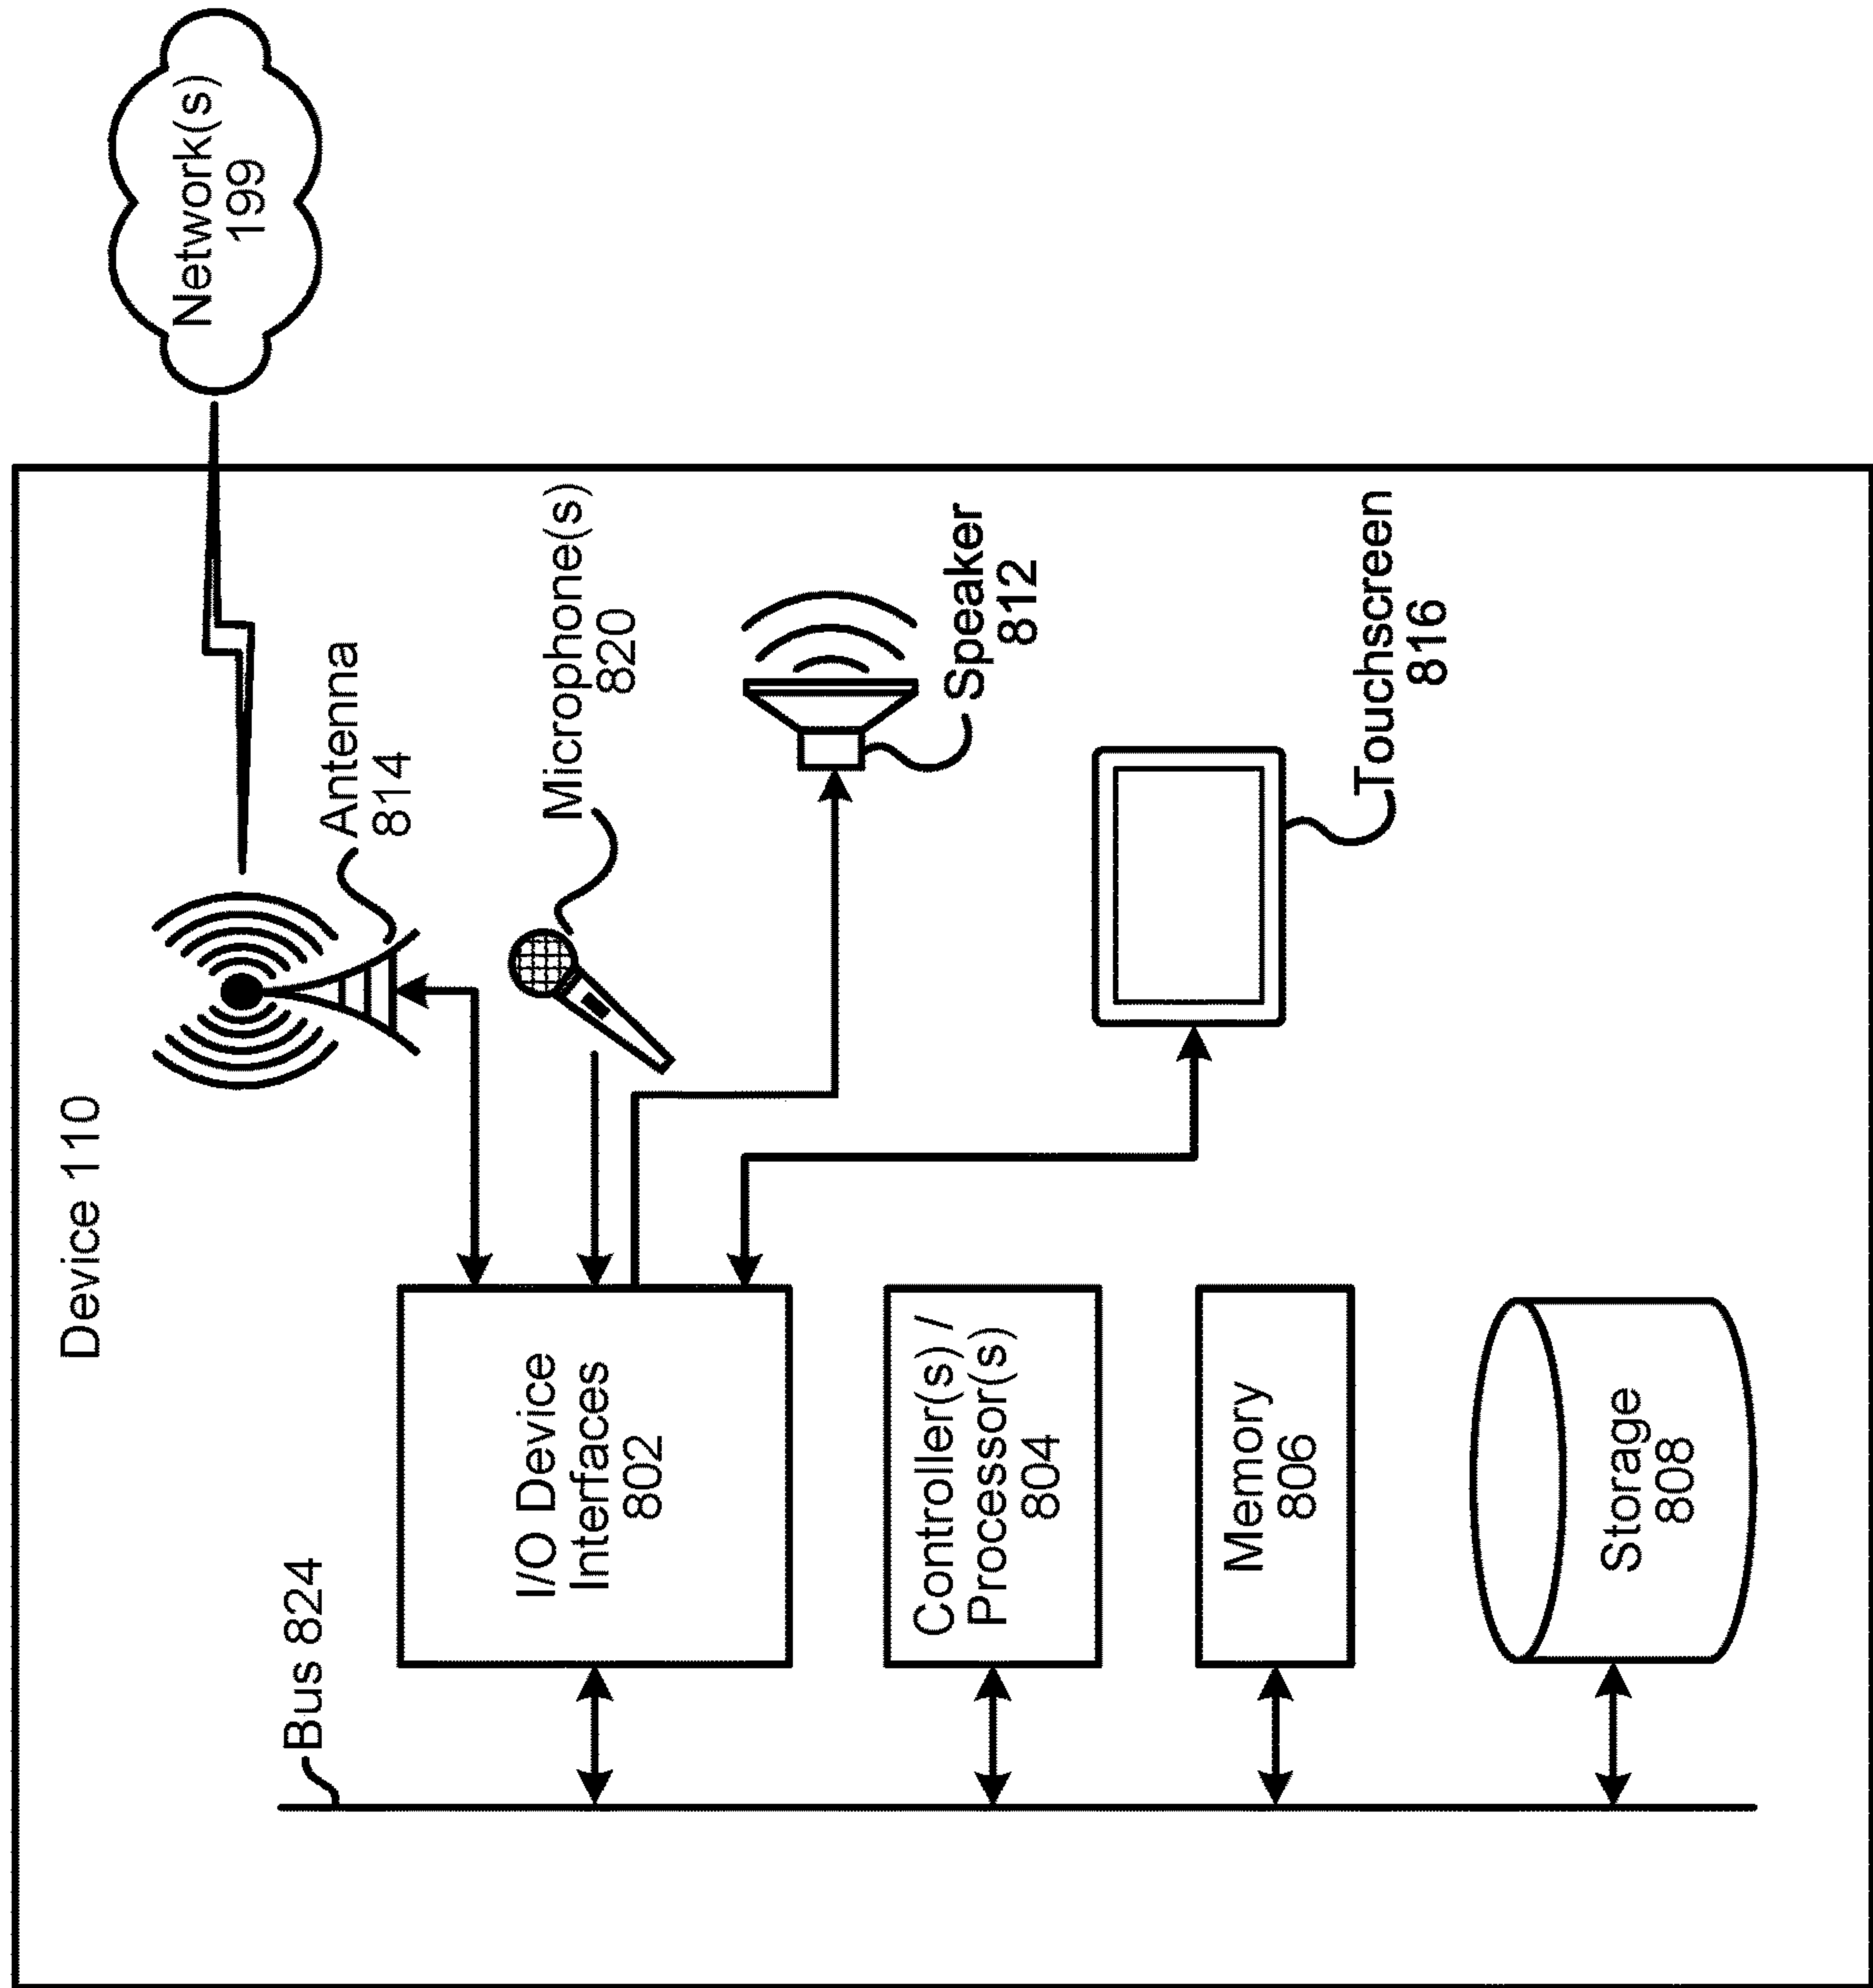 Device 110
Network(s)
199
Antenna
814
Bus 824
I/O Device
Interfaces
802
Microphone(s)
820
Speaker
812
Controller(s) /
Processor(s)
804
Touchscreen
816
Memory
806
Storage
808